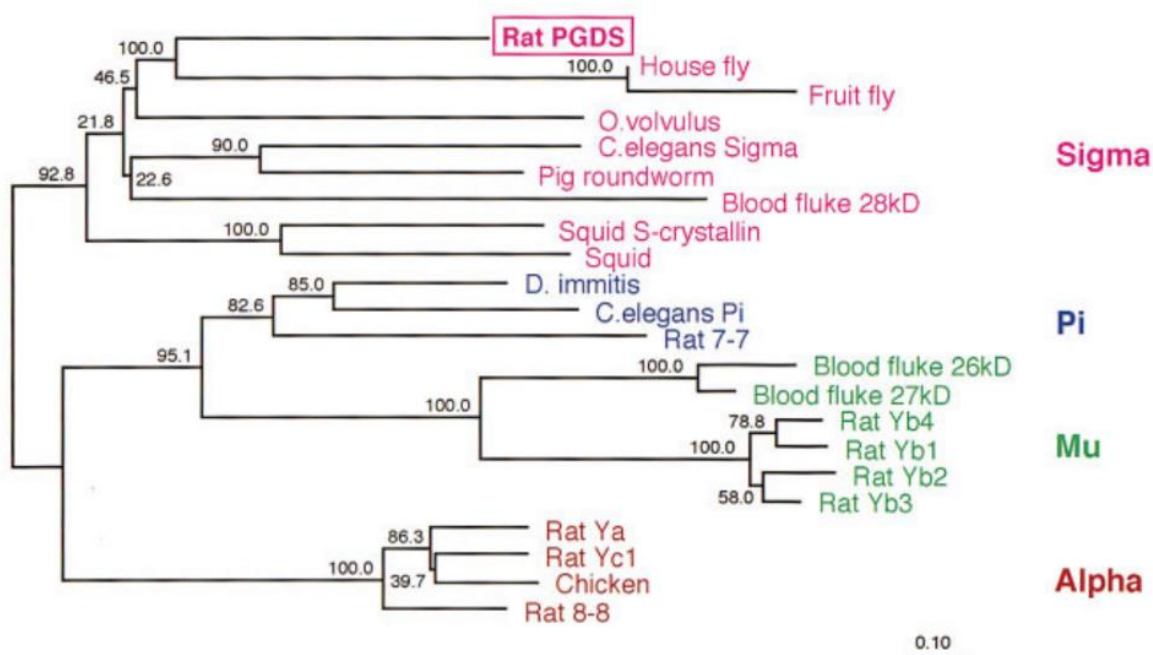 Rat PGDS
100.0
100.0 House fly
46.5
Fruit fly
21.8
O.volvulus
90.0 C.elegans Sigma
Sigma
92.8 22.6 Pig roundworm
Blood fluke 28kD
100.0 Squid S-crystallin
Squid
85.0 D. immitis
82.6 C.elegans Pi
Pi
Rat 7-7
95.1
100.0 Blood fluke 26kD
Blood fluke 27kD
100.0
78.8 Rat Yb4
100.0 Rat Yb1
Mu
Rat Yb2
58.0 Rat Yb3
86.3 Rat Ya
Rat Yc1
100.0 39.7 Chicken
Alpha
Rat 8-8
0.10